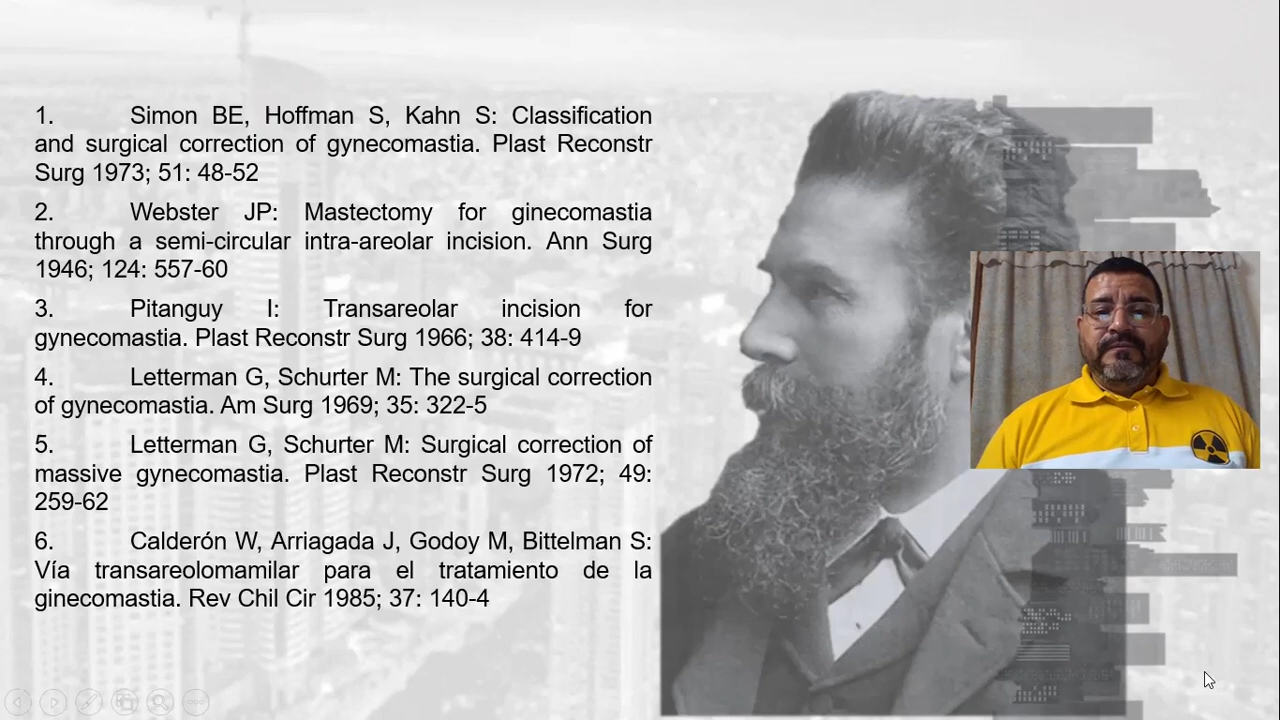 1. Simon BE, Hoffman S, Kahn S: Classification
and surgical correction of gynecomastia. Plast Reconstr
Surg 1973; 51: 48-52
2. Webster JP: Mastectomy for ginecomastia
through a semi-circular intra-areolar incision. Ann Surg
1946; 124: 557-60
3. Pitanguy I: Transareolar incision for
gynecomastia. Plast Reconstr Surg 1966; 38: 414-9
4. Letterman G, Schurter M: The surgical correction
of gynecomastia. Am Surg 1969; 35: 322-5
5. Letterman G, Schurter M: Surgical correction of
massive gynecomastia. Plast Reconstr Surg 1972; 49:
259-62
6. Calderón W, Arriagada J, Godoy M, Bittelman S:
Vía transareolomamilar para el tratamiento de la
ginecomastia. Rev Chil Cir 1985; 37: 140-4